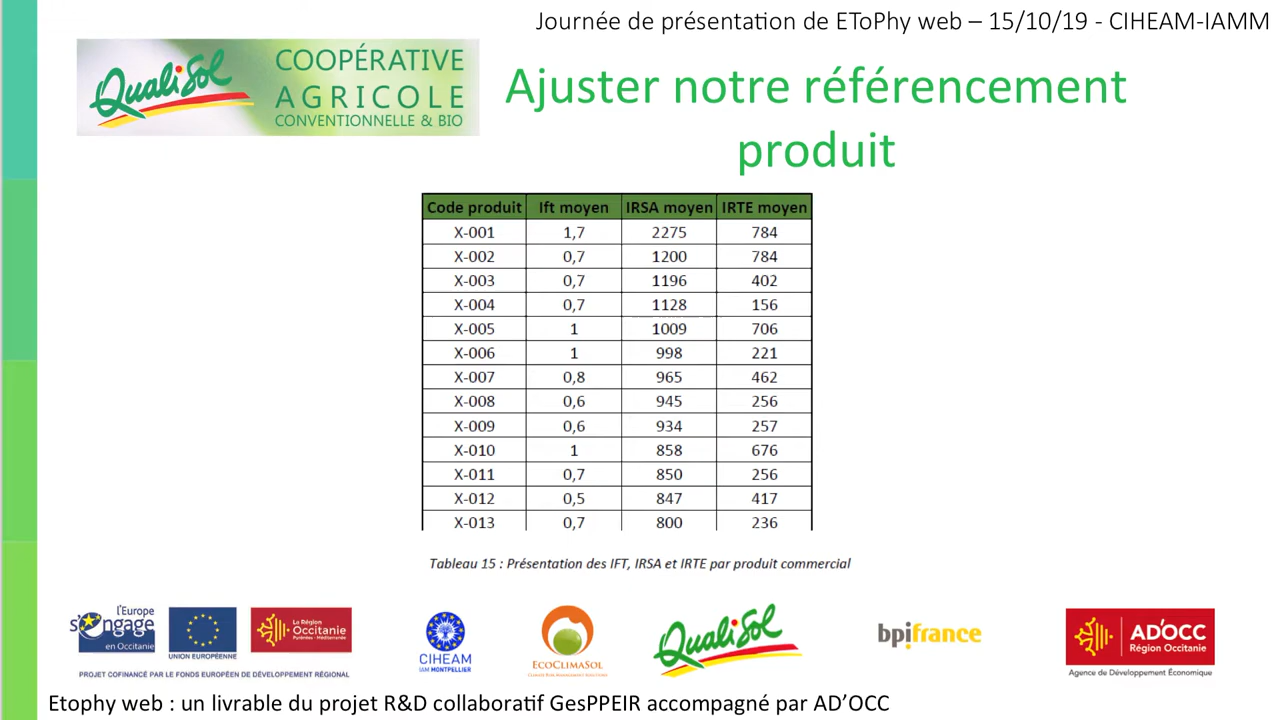 Journée de présentation de EToPhy web – 15/10/19 - CIHEAM-IAMM
QualiSol
COOPÉRATIVE
AGRICOLE
CONVENTIONNELLE & BIO
Ajuster notre référencement
produit
Code produit Ift moyen IRSA moyen IRTE moyen
X-001 1,7 2275 784
X-002 0,7 1200 784
X-003 0,7 1196 402
X-004 0,7 1128 156
X-005 1 1009 706
X-006 1 998 221
X-007 0,8 965 462
X-008 0,6 945 256
X-009 0,6 934 257
X-010 1 858 676
X-011 0,7 850 256
X-012 0,5 847 417
X-013 0,7 800 236
Tableau 15 : Présentation des IFT, IRSA et IRTE par produit commercial
l'Europe
s'engage
en Occitanie
UNION EUROPÉENNE
La Région
Occitanie
Pyrénées - Méditerranée
PROJET COFINANCÉ PAR LE FONDS EUROPÉEN DE DÉVELOPPEMENT RÉGIONAL
CIHEAM
IAM MONTPELLIER
ECOCLIMASOL
CLIMATE RISK MANAGEMENT SOLUTIONS
QualiSol
bpifrance
AD'OCC
Région Occitanie
Agence de Développement Économique
Etophy web : un livrable du projet R&D collaboratif GesPPEIR accompagné par AD’OCC